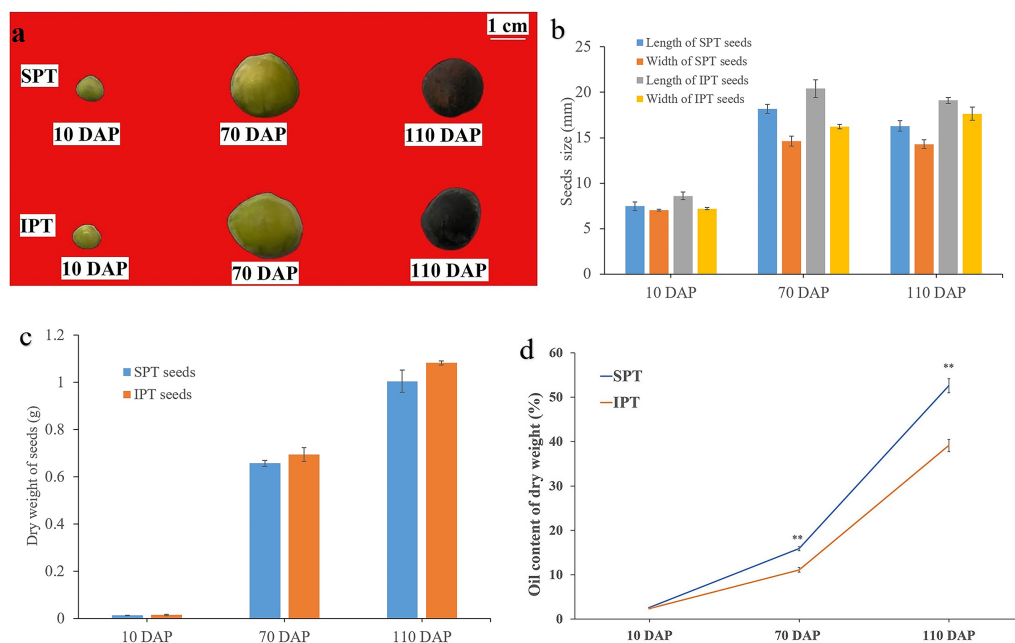 a
1 cm
SPT
10 DAP
70 DAP
110 DAP
IPT
10 DAP
70 DAP
110 DAP
b
Length of SPT seeds
Width of SPT seeds
Length of IPT seeds
Width of IPT seeds
Seeds size (mm)
25
20
15
10
5
0
10 DAP
70 DAP
110 DAP
c
SPT seeds
IPT seeds
Dry weight of seeds (g)
1.2
1
0.8
0.6
0.4
0.2
0
10 DAP
70 DAP
110 DAP
d
SPT
IPT
Oil content of dry weight (%)
60
50
40
30
20
10
0
**
**
10 DAP
70 DAP
110 DAP